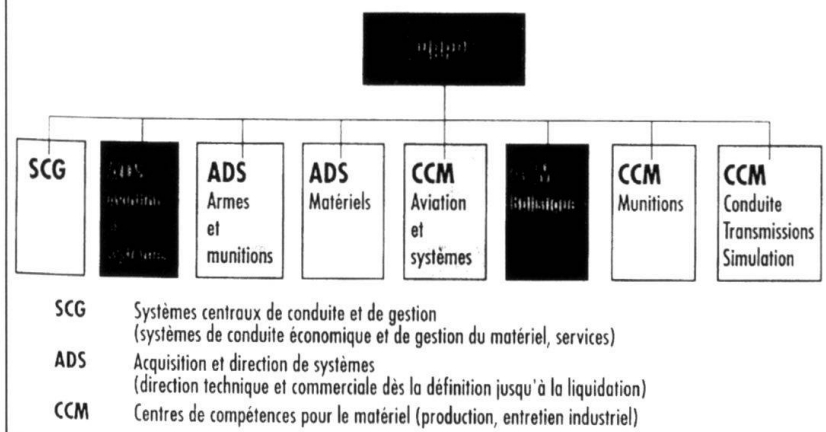 SCG
ADS
Armes
et
munitions
ADS
Matériels
CCM
Aviation
et
systèmes
CCM
Munitions
CCM
Conduite
Transmissions
Simulation
SCG Systèmes centraux de conduite et de gestion
(systèmes de conduite économique et de gestion du matériel, services)
ADS Acquisition et direction de systèmes
(direction technique et commerciale dès la définition jusqu'à la liquidation)
CCM Centres de compétences pour le matériel (production, entretien industriel)